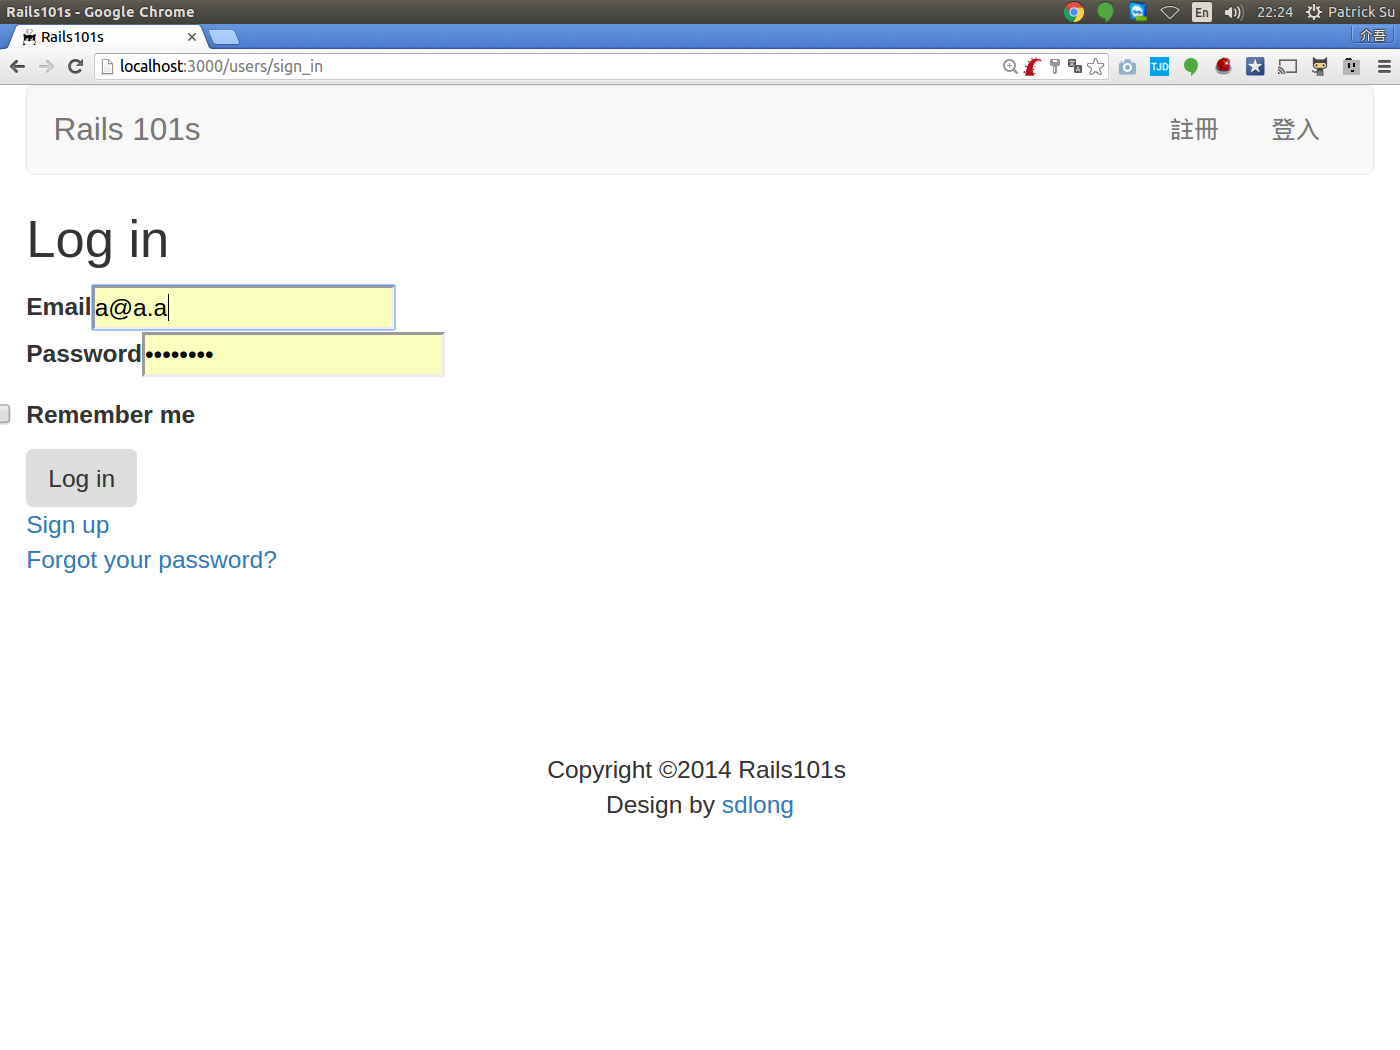 Rails101s - Google Chrome
En
22:24
Patrick Su
Rails101s
介吾
localhost:3000/users/sign_in
TJD
Rails 101s
註冊
登入
Log in
Email a@a.a
Password ••••••••
Remember me
Log in
Sign up
Forgot your password?
Copyright ©2014 Rails101s
Design by sdlong